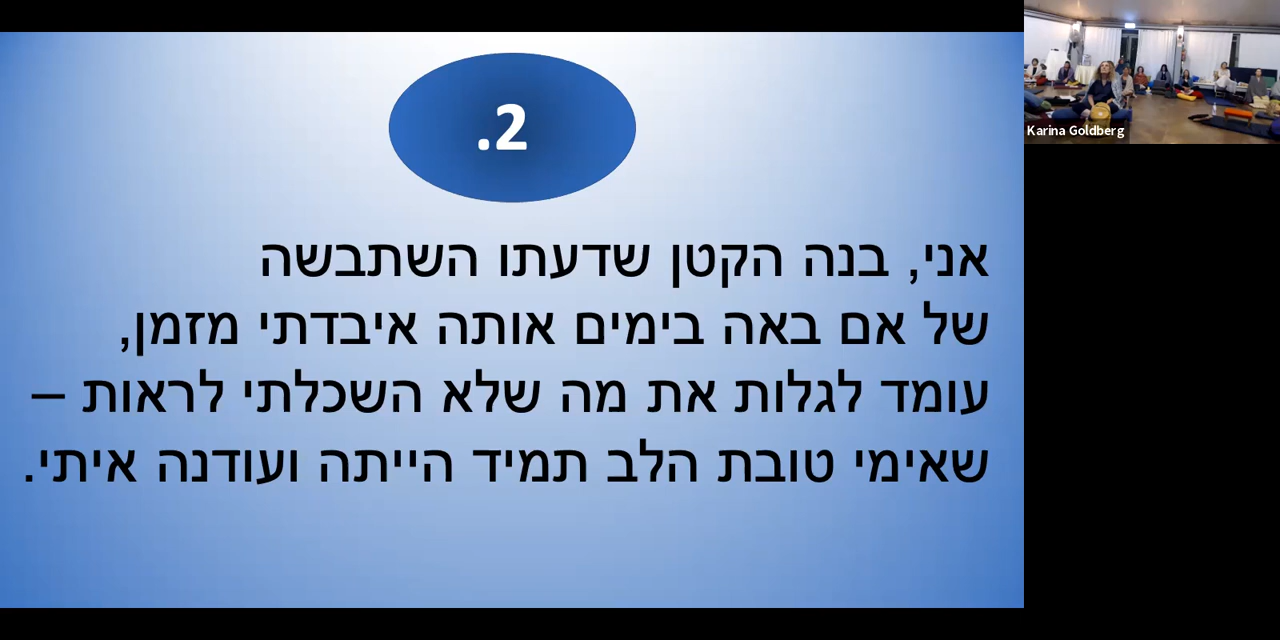 2.
אני, בנה הקטן שדעתו השתבשה
של אם באה בימים אותה איבדתי מזמן,
עומד לגלות את מה שלא השכלתי לראות –
שאימי טובת הלב תמיד הייתה ועודנה איתי.
Karina Goldberg